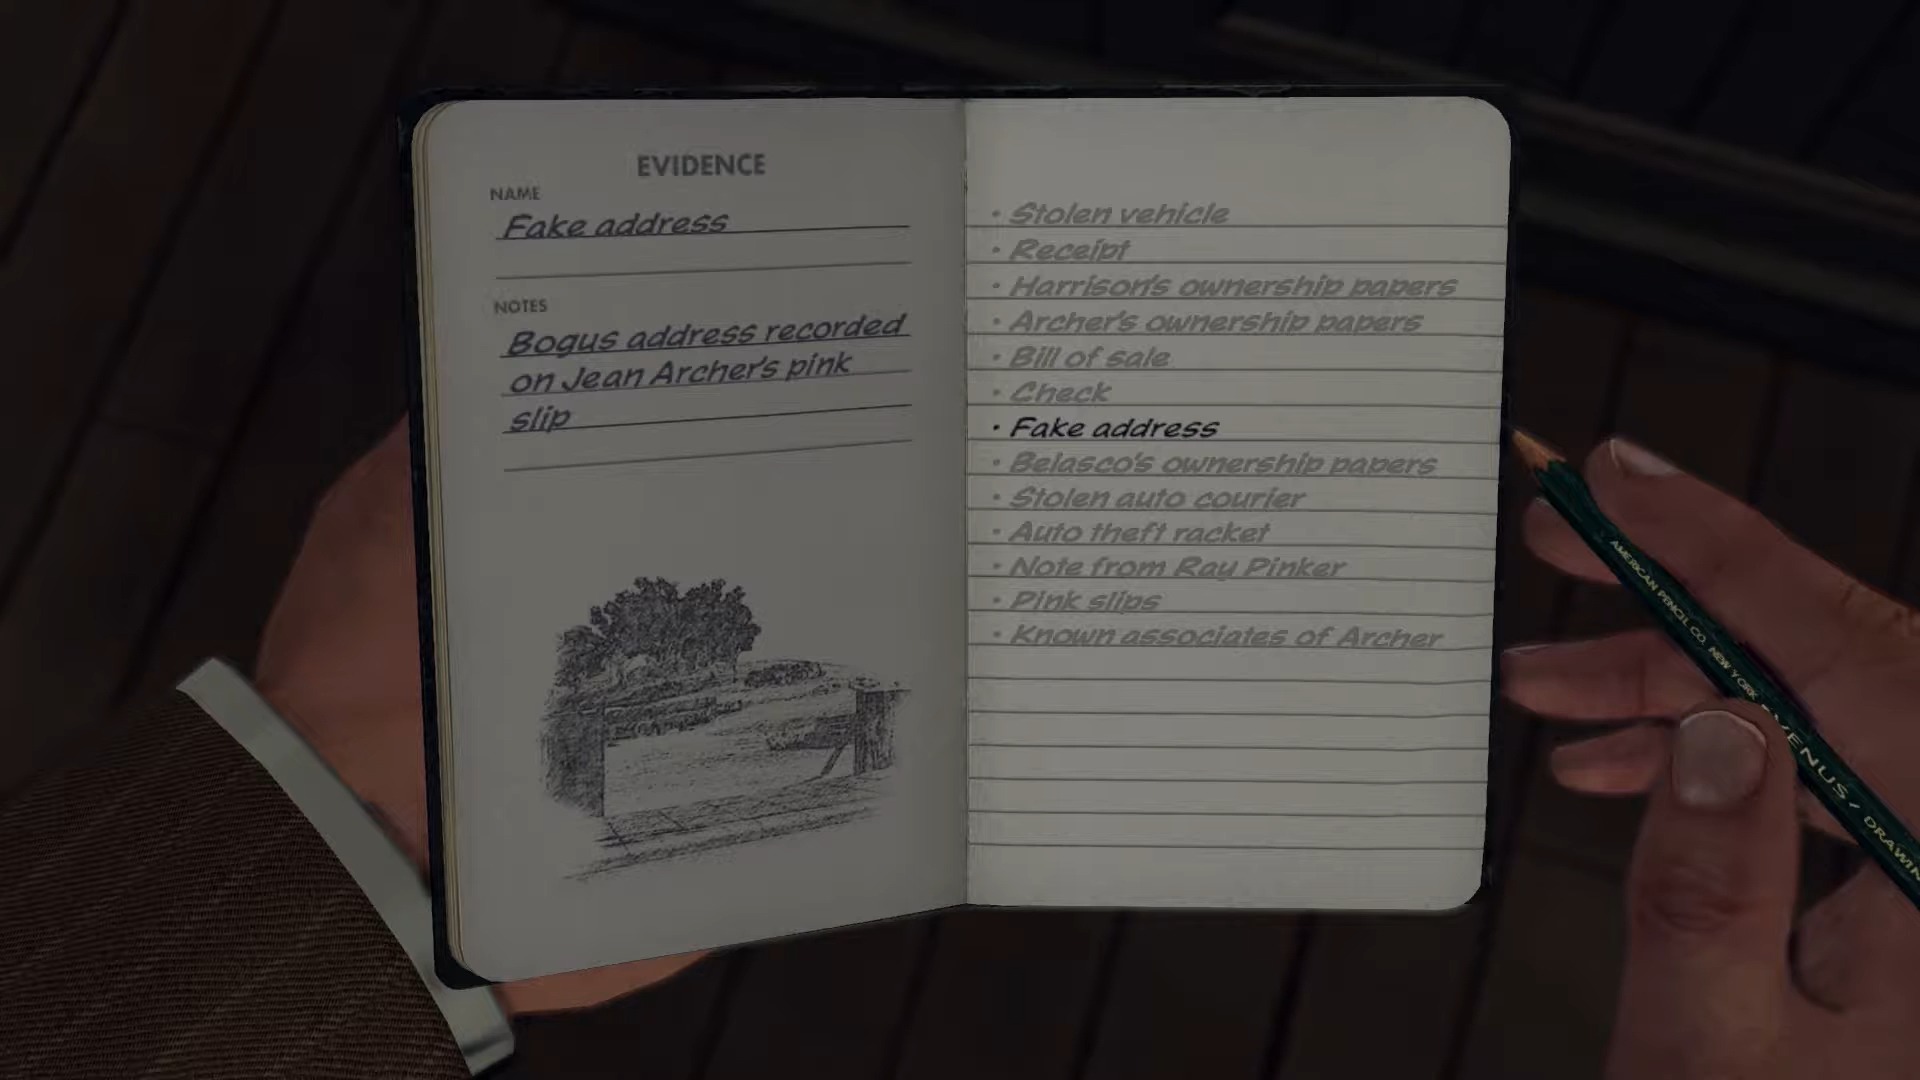 EVIDENCE
NAME
Fake address
NOTES
Bogus address recorded
on Jean Archer's pink
slip
• Stolen vehicle
• Receipt
• Harrison's ownership papers
• Archer's ownership papers
• Bill of sale
• Check
• Fake address
• Belasco's ownership papers
• Stolen auto courier
• Auto theft racket
• Note from Ray Pinker
• Pink slips
• Known associates of Archer
AMERICAN PENCIL CO. NEW YORK VENUS DRAWIN